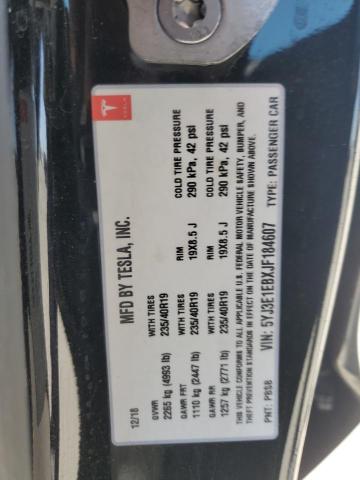 TESLA
MFD BY TESLA, INC.
12/18
GVWR
2265 kg (4993 lb)
WITH TIRES
235/40R19
RIM
19X8.5 J
COLD TIRE PRESSURE
290 kPa, 42 psi
GAWR FRT
1110 kg (2447 lb)
WITH TIRES
235/40R19
RIM
19X8.5 J
COLD TIRE PRESSURE
290 kPa, 42 psi
GAWR RR
1257 kg (2771 lb)
235/40R19
19X8.5 J
THIS VEHICLE CONFORMS TO ALL APPLICABLE U.S. FEDERAL MOTOR VEHICLE SAFETY, BUMPER, AND
THEFT PREVENTION STANDARDS IN EFFECT ON THE DATE OF MANUFACTURE SHOWN ABOVE.
VIN: 5YJ3E1EBXJF184607
TYPE: PASSENGER CAR
PNT: PBSB